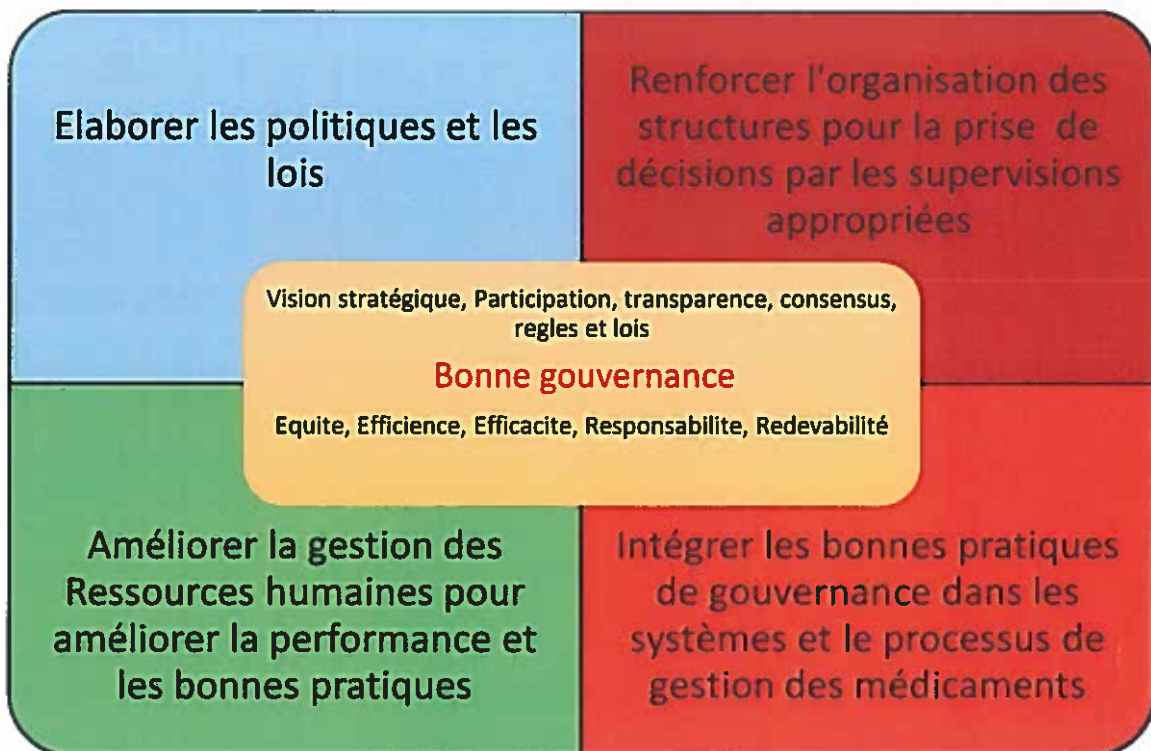 Elaborer les politiques et les
lois
Renforcer l'organisation des
structures pour la prise de
décisions par les supervisions
appropriées
Vision stratégique, Participation, transparence, consensus,
regles et lois
Bonne gouvernance
Equite, Efficience, Efficacite, Responsabilite, Redevabilité
Améliorer la gestion des
Ressources humaines pour
améliorer la performance et
les bonnes pratiques
Intégrer les bonnes pratiques
de gouvernance dans les
systèmes et le processus de
gestion des médicaments